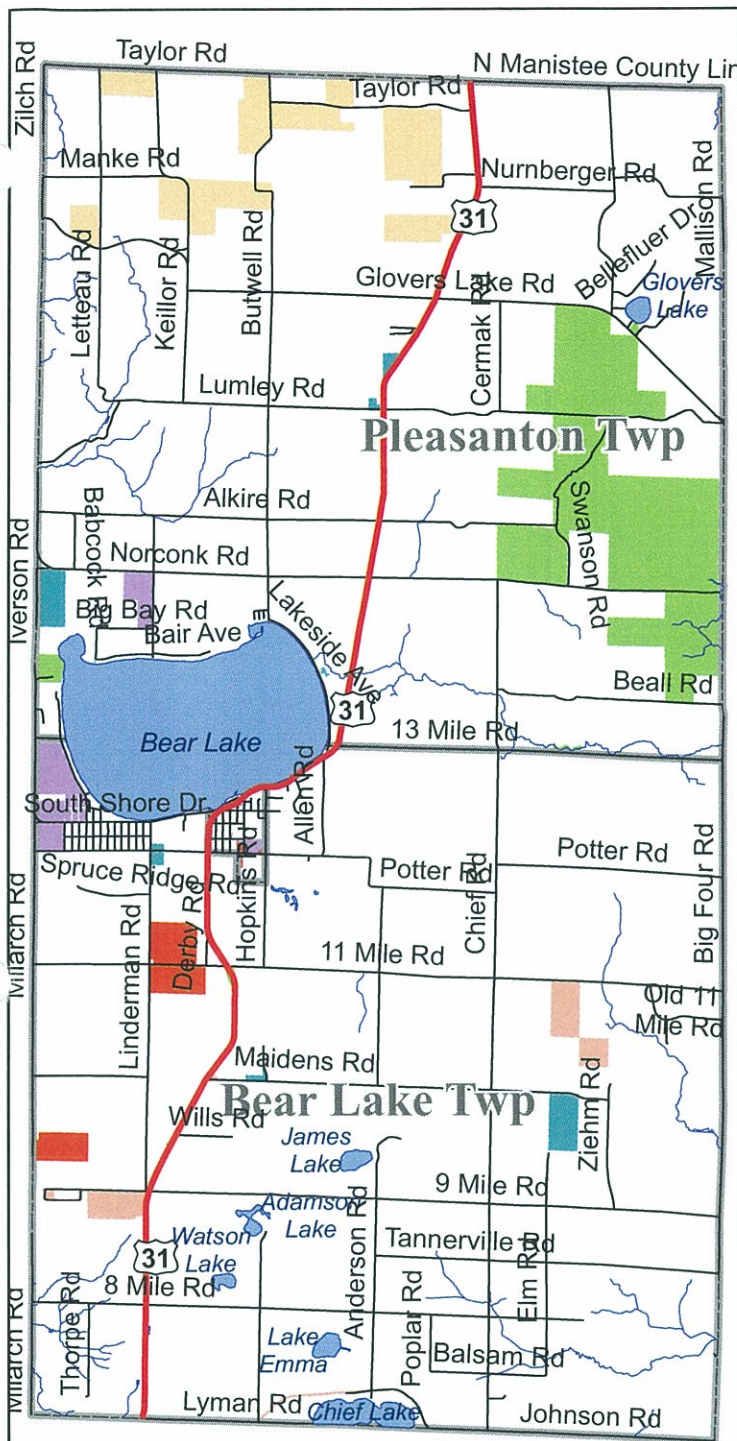 Taylor Rd
N Manistee County Lin
Zilch Rd
Taylor Rd
Manke Rd
Nurnberger Rd
Mallison Rd
31
Letteau Rd
Keillor Rd
Butwell Rd
Bellefluer Dr
Glovers Lake Rd
Glovers
Lake
Cermak Rd
Lumley Rd
Pleasanton Twp
Alkire Rd
Swanson Rd
Babcock Rd
Norconk Rd
Iverson Rd
Big Bay Rd
Bair Ave
Lakeside Ave
Beall Rd
31
13 Mile Rd
Bear Lake
Allen Rd
South Shore Dr
Hopkins Rd
Potter Rd
Potter Rd
Spruce Ridge Rd
Derby Rd
Chief Rd
Big Four Rd
Millarch Rd
Linderman Rd
11 Mile Rd
Old 11
Mile Rd
Maidens Rd
Bear Lake Twp
Ziehm Rd
Wills Rd
James
Lake
9 Mile Rd
Adamson
Lake
Anderson Rd
Watson
Lake
Tannerville Rd
31
8 Mile Rd
Elm Rd
Millarch Rd
Thorpe Rd
Lake
Emma
Poplar Rd
Balsam Rd
Lyman Rd
Chief Lake
Johnson Rd